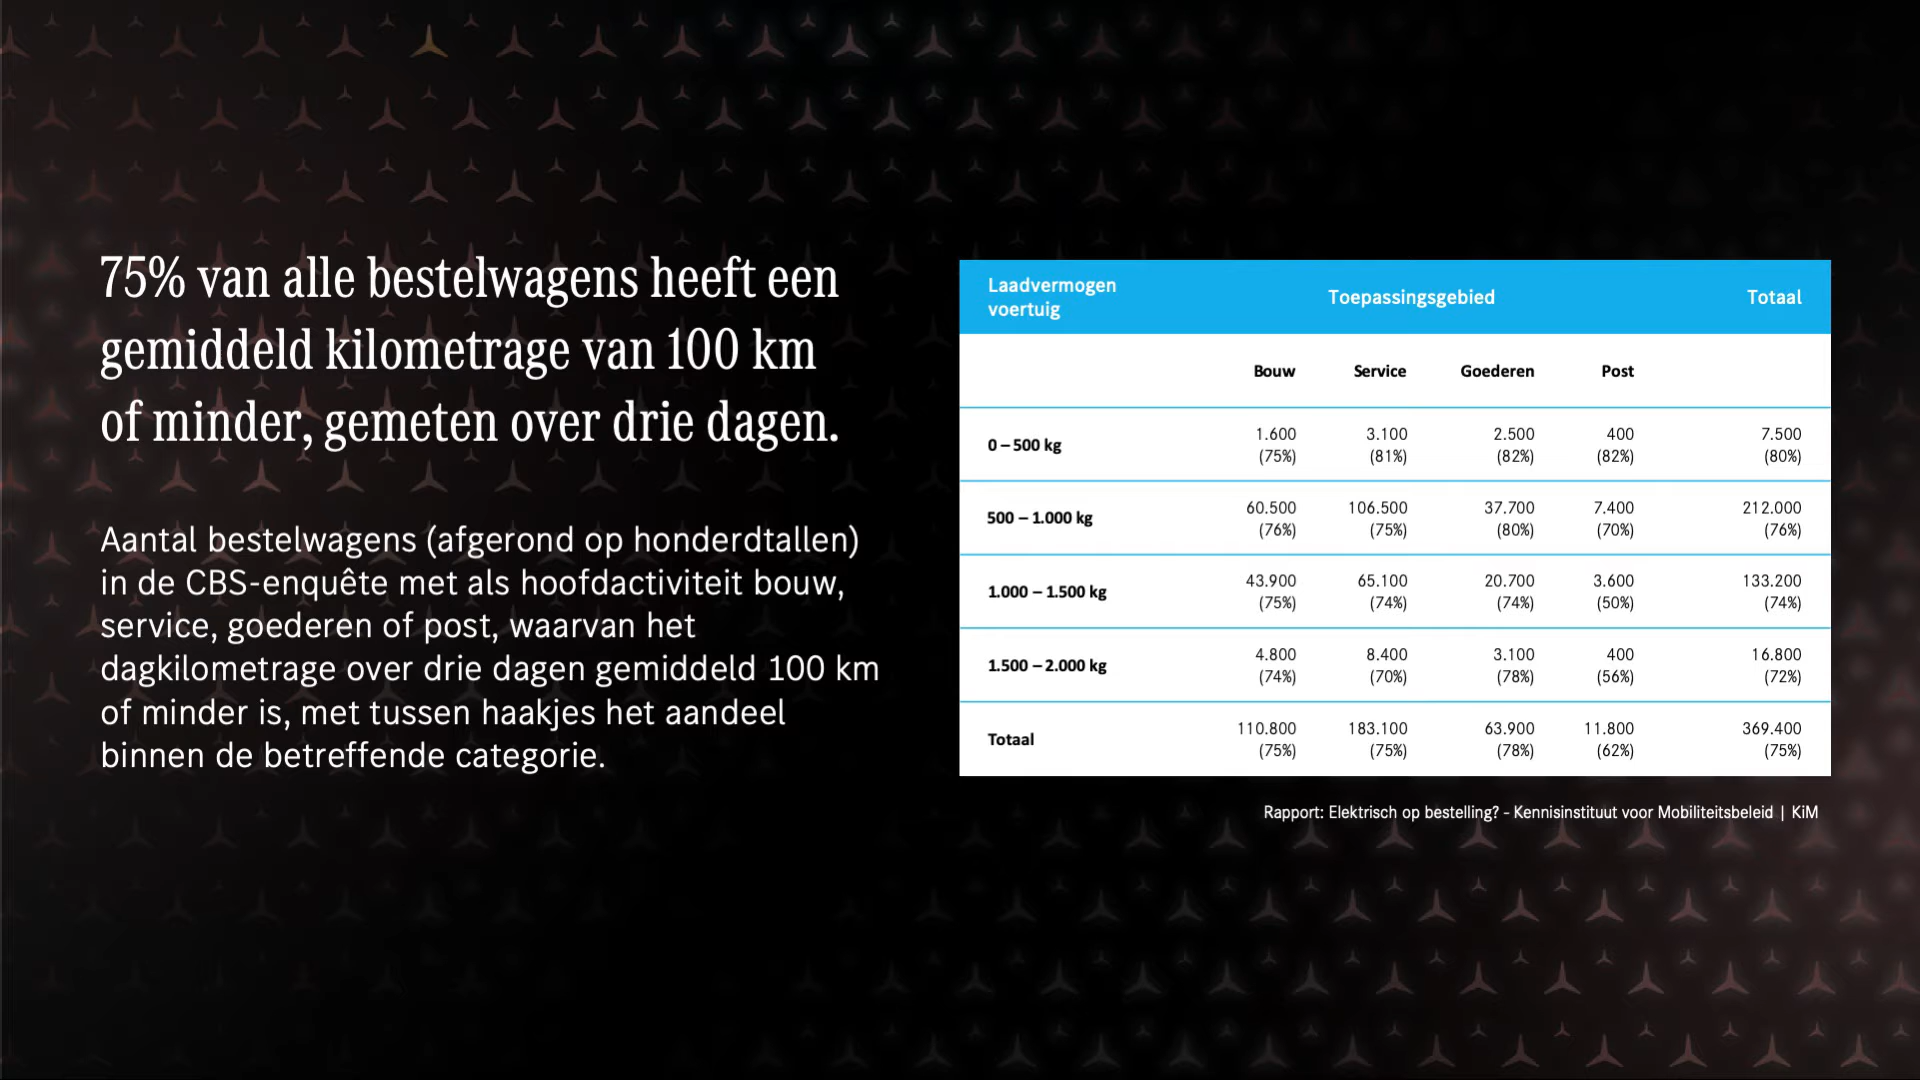 75% van alle bestelwagens heeft een
gemiddeld kilometrage van 100 km
of minder, gemeten over drie dagen.
Aantal bestelwagens (afgerond op honderdtallen)
in de CBS-enquête met als hoofdactiviteit bouw,
service, goederen of post, waarvan het
dagkilometrage over drie dagen gemiddeld 100 km
of minder is, met tussen haakjes het aandeel
binnen de betreffende categorie.
Laadvermogen
voertuig
Toepassingsgebied
Totaal
Bouw Service Goederen Post
0 – 500 kg
1.600 3.100 2.500 400 7.500
(75%) (81%) (82%) (82%) (80%)
500 – 1.000 kg
60.500 106.500 37.700 7.400 212.000
(76%) (75%) (80%) (70%) (76%)
1.000 – 1.500 kg
43.900 65.100 20.700 3.600 133.200
(75%) (74%) (74%) (50%) (74%)
1.500 – 2.000 kg
4.800 8.400 3.100 400 16.800
(74%) (70%) (78%) (56%) (72%)
Totaal
110.800 183.100 63.900 11.800 369.400
(75%) (75%) (78%) (62%) (75%)
Rapport: Elektrisch op bestelling? - Kennisinstituut voor Mobiliteitsbeleid | KiM